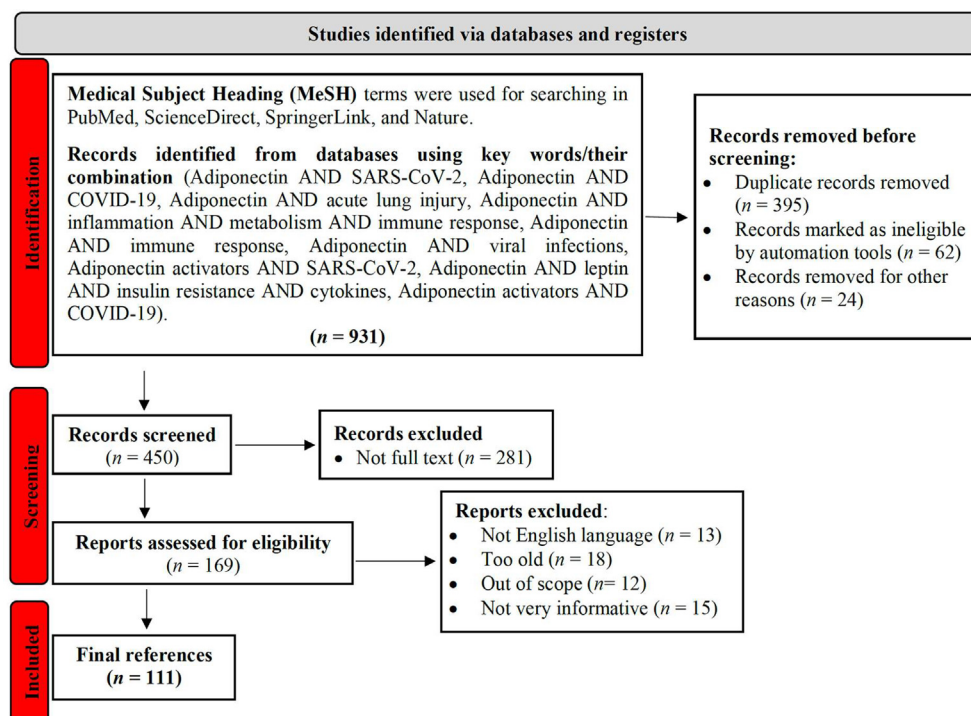 Studies identified via databases and registers
Identification
Medical Subject Heading (MeSH) terms were used for searching in
PubMed, ScienceDirect, SpringerLink, and Nature.
Records identified from databases using key words/their
combination (Adiponectin AND SARS-CoV-2, Adiponectin AND
COVID-19, Adiponectin AND acute lung injury, Adiponectin AND
inflammation AND metabolism AND immune response, Adiponectin
AND immune response, Adiponectin AND viral infections,
Adiponectin activators AND SARS-CoV-2, Adiponectin AND leptin
AND insulin resistance AND cytokines, Adiponectin activators AND
COVID-19).
(n = 931)
Records removed before
screening:
• Duplicate records removed
(n = 395)
• Records marked as ineligible
by automation tools (n = 62)
• Records removed for other
reasons (n = 24)
Screening
Records screened
(n = 450)
Records excluded
• Not full text (n = 281)
Reports assessed for eligibility
(n = 169)
Reports excluded:
• Not English language (n = 13)
• Too old (n = 18)
• Out of scope (n= 12)
• Not very informative (n = 15)
Included
Final references
(n = 111)